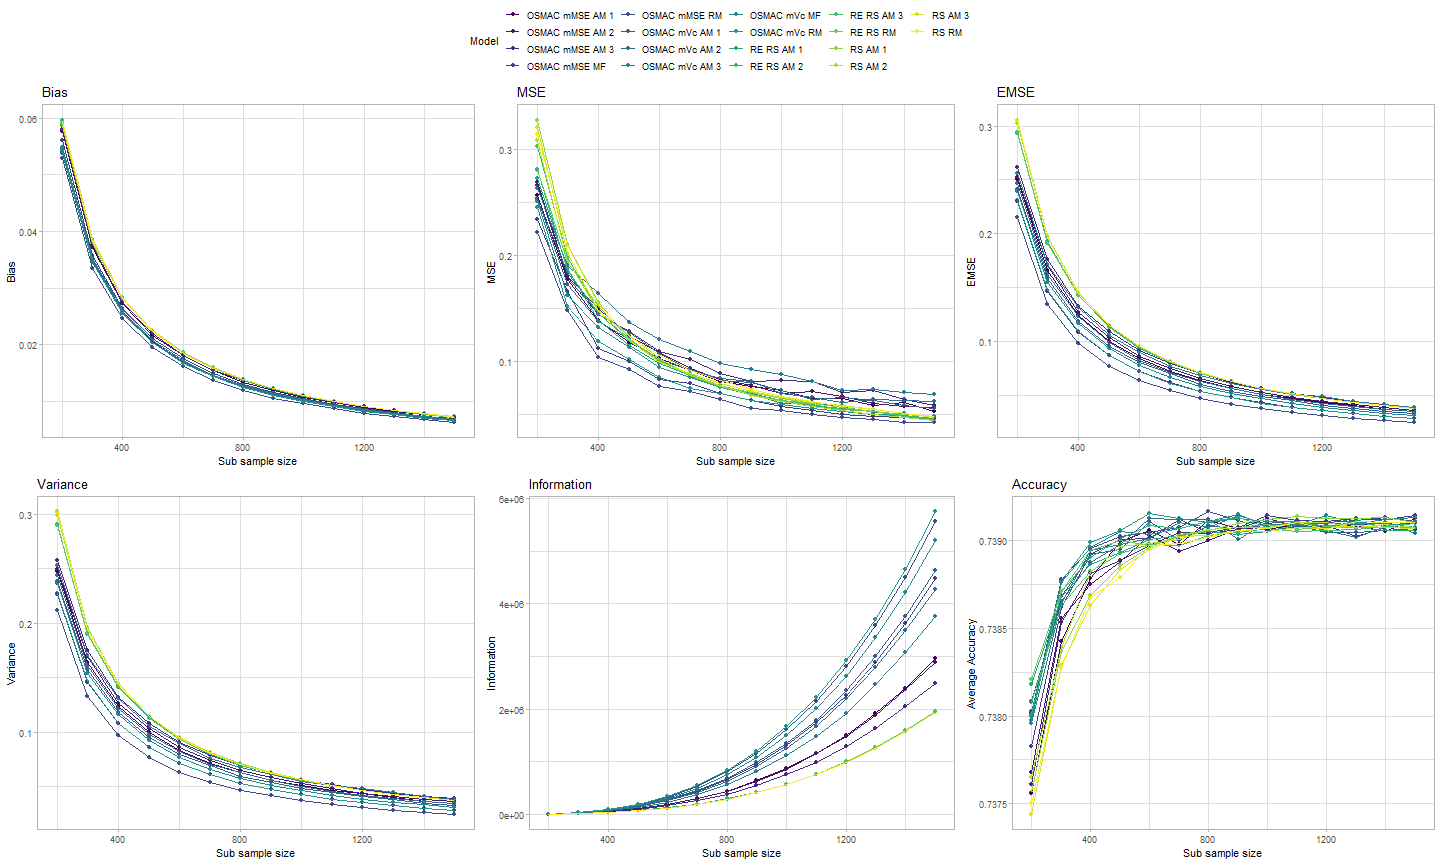 OSMAC mMSE AM 1 OSMAC mMSE RM OSMAC mVc MF RE RS AM 3 RS AM 3
OSMAC mMSE AM 2 OSMAC mVc AM 1 OSMAC mVc RM RE RS RM RS RM
Model
OSMAC mMSE AM 3 OSMAC mVc AM 2 RE RS AM 1 RS AM 1
OSMAC mMSE MF OSMAC mVc AM 3 RE RS AM 2 RS AM 2
Bias
0.06
0.04
0.02
Bias
400 800 1200
Sub sample size
MSE
0.3
0.2
0.1
MSE
400 800 1200
Sub sample size
EMSE
0.3
0.2
0.1
EMSE
400 800 1200
Sub sample size
Variance
0.3
0.2
0.1
Variance
400 800 1200
Sub sample size
Information
6e+06
4e+06
2e+06
0e+00
Information
400 800 1200
Sub sample size
Accuracy
0.7390
0.7385
0.7380
0.7375
Average Accuracy
400 800 1200
Sub sample size